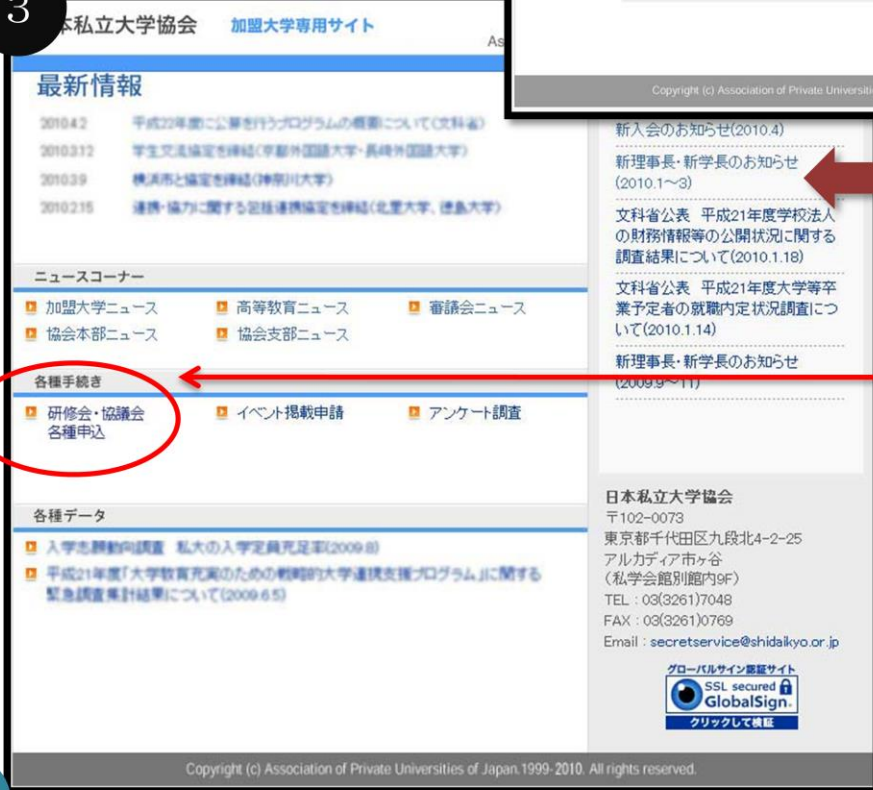 3
本私立大学協会 加盟大学専用サイト
As
Copyright (c) Association of Private Universiti
最新情報
2010.4.2 平成22年度に公募を行うプログラムの概要について(文科省)
2010.3.12 学生交流協定を締結(京都外国語大学・長崎外国語大学)
2010.3.9 横浜市と協定を締結(神奈川大学)
2010.2.15 連携・協力に関する包括連携協定を締結(北里大学、徳島大学)
ニュースコーナー
加盟大学ニュース 高等教育ニュース 審議会ニュース
協会本部ニュース 協会支部ニュース
各種手続き
研修会・協議会 イベント掲載申請 アンケート調査
各種申込
各種データ
入学志願動向調査 私大の入学定員充足率(2009.8)
平成21年度「大学教育充実のための戦略的大学連携支援プログラム」に関する
緊急調査集計結果について(2009.6.5)
新入会のお知らせ(2010.4)
新理事長・新学長のお知らせ
(2010.1~3)
文科省公表 平成21年度学校法人
の財務情報等の公開状況に関する
調査結果について(2010.1.18)
文科省公表 平成21年度大学等卒
業予定者の就職内定状況調査につ
いて(2010.1.14)
新理事長・新学長のお知らせ
(2009.9~11)
日本私立大学協会
〒102-0073
東京都千代田区九段北4-2-25
アルカディア市ヶ谷
(私学会館別館内9F)
TEL:03(3261)7048
FAX:03(3261)0769
Email:secretservice@shidaikyo.or.jp
グローバルサイン認証サイト
SSL secured
GlobalSign.
クリックして検証
Copyright (c) Association of Private Universities of Japan.1999-2010. All rights reserved.